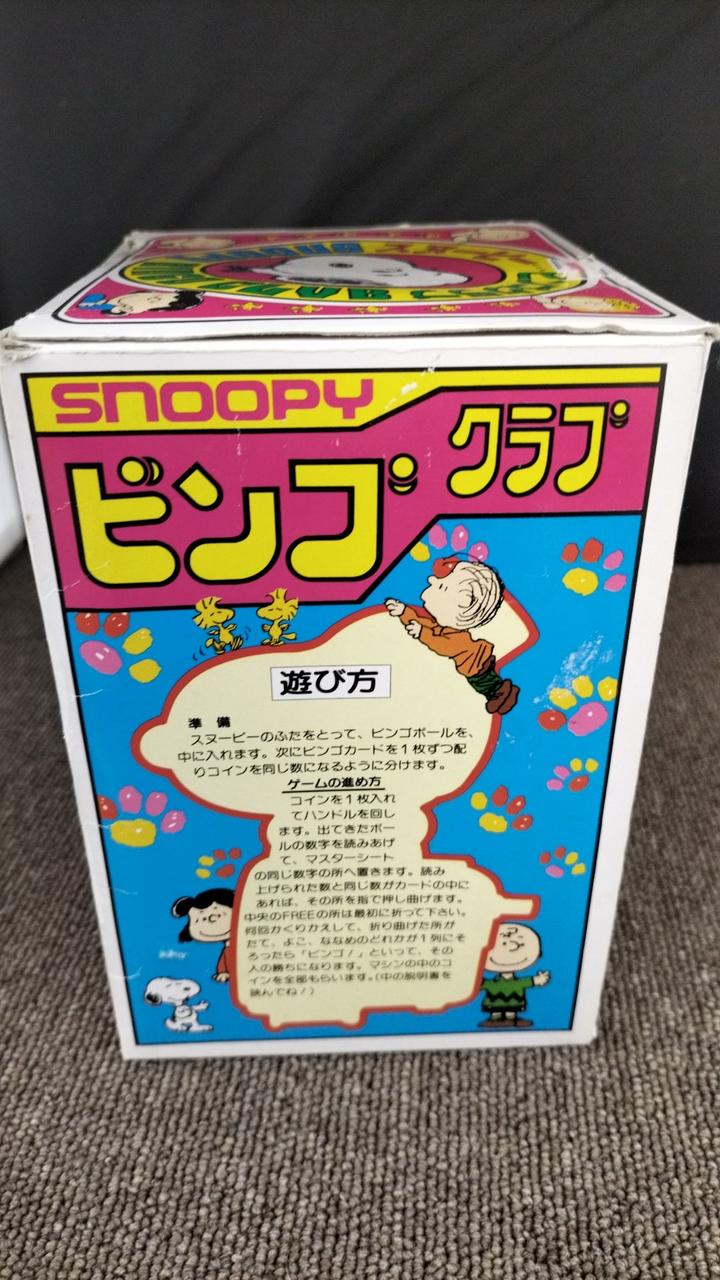 スヌーピー
SNOOPY
ビンゴ クラブ
遊び方
準 備
スヌーピーのふたをとって、ビンゴボールを、
中に入れます。次にビンゴカードを1枚ずつ配
りコインを同じ数になるように分けます。
ゲームの進め方
コインを1枚入れ
てハンドルを回し
ます。出てきたボー
ルの数字を読みあげ
て、マスターシート
の同じ数字の所へ置きます。読み
上げられた数と同じ数がカードの中に
あれば、その所を指で押し曲げます。
中央のFREEの所は最初に折って下さい。
何回かくりかえして、折り曲げた所が
たて、よこ、ななめのどれかが1列にそ
ろったら「ビンゴ!」といって、その
人の勝ちになります。マシンの中のコ
インを全部もらいます。(中の説明書を
読んでね!)